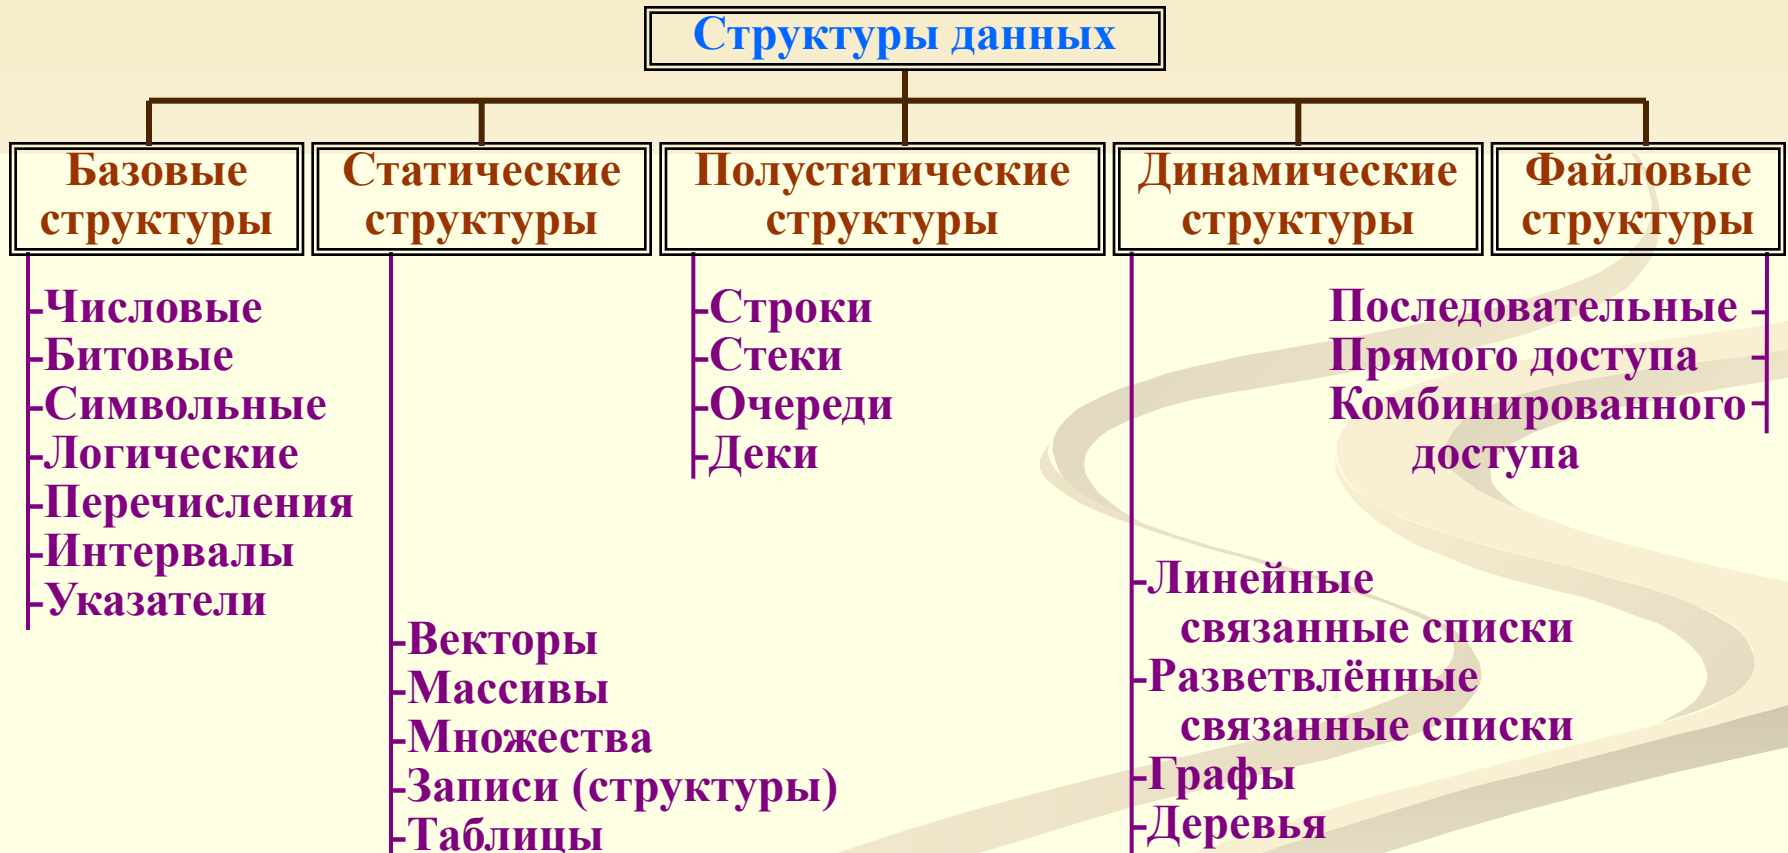 Структуры данных
Базовые
структуры
-Числовые
-Битовые
-Символьные
-Логические
-Перечисления
-Интервалы
-Указатели
Статические
структуры
-Векторы
-Массивы
-Множества
-Записи (структуры)
-Таблицы
Полустатические
структуры
-Строки
-Стеки
-Очереди
-Деки
Динамические
структуры
-Линейные
связанные списки
-Разветвлённые
связанные списки
-Графы
-Деревья
Файловые
структуры
Последовательные -
Прямого доступа -
Комбинированного-
доступа